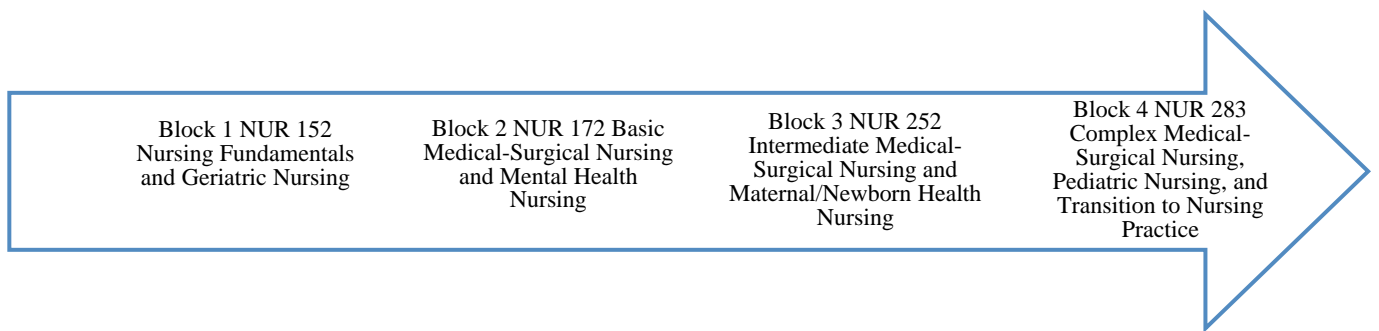 Block 1 NUR 152
Nursing Fundamentals
and Geriatric Nursing
Block 2 NUR 172 Basic
Medical-Surgical Nursing
and Mental Health
Nursing
Block 3 NUR 252
Intermediate Medical-
Surgical Nursing and
Maternal/Newborn Health
Nursing
Block 4 NUR 283
Complex Medical-
Surgical Nursing,
Pediatric Nursing, and
Transition to Nursing
Practice